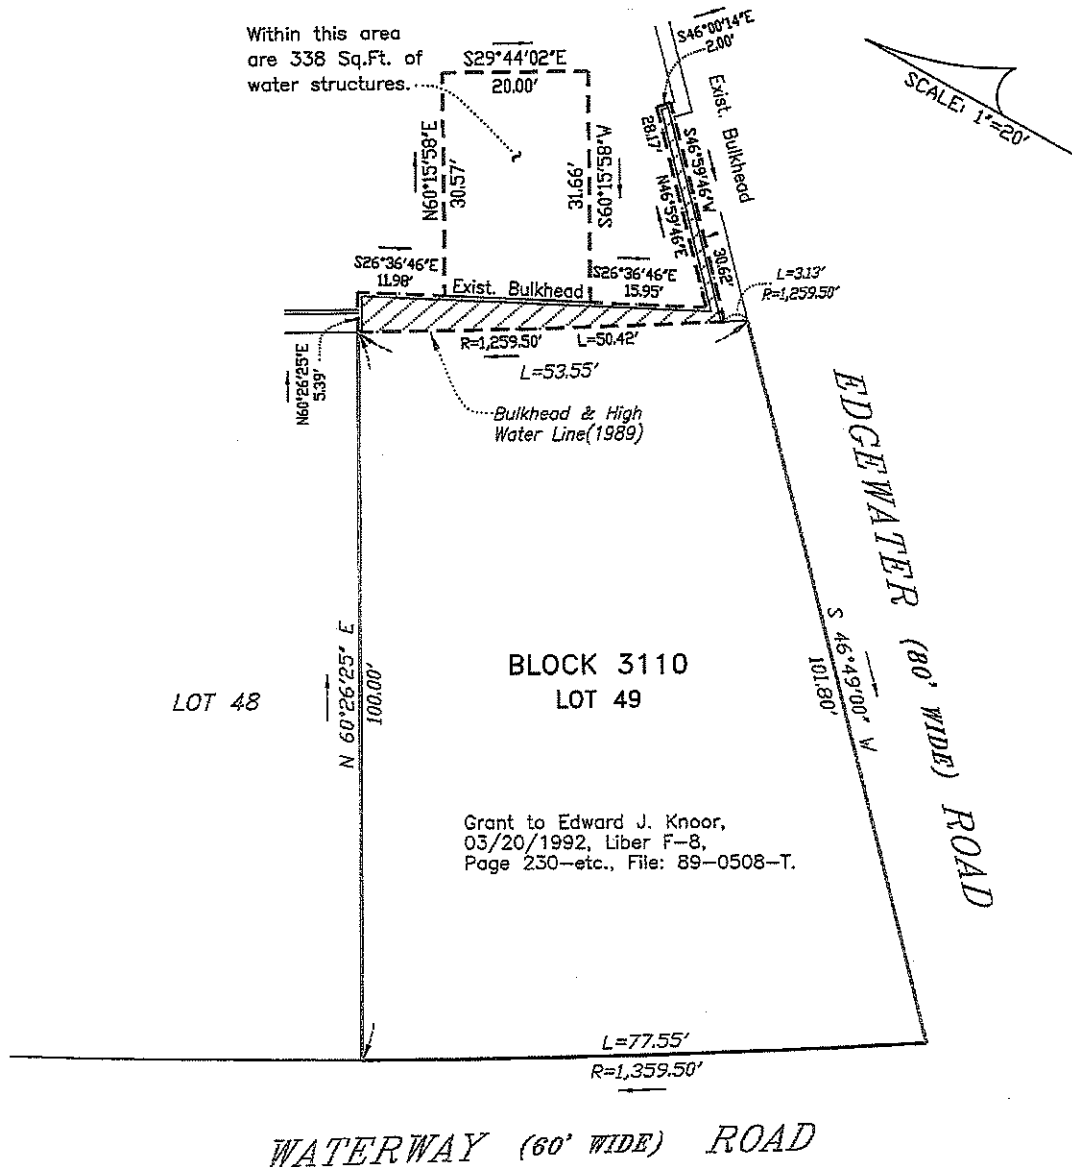 Within this area
are 338 Sq.Ft. of
water structures.
S29°44'02"E
20.00'
S46°00'14"E
2.00'
SCALE: 1"=20'
Exist. Bulkhead
N60°15'58"E
30.57'
31.66'
S60°15'58"W
28.17'
N46°59'46"E
S46°59'46"W
30.62'
S26°36'46"E
11.98'
Exist. Bulkhead
S26°36'46"E
15.95'
L=3.13'
R=1,259.50'
N60°26'25"E
5.39'
R=1,259.50'
L=50.42'
L=53.55'
Bulkhead & High
Water Line(1989)
EDGEWATER (80' WIDE) ROAD
LOT 48
N 60°26'25" E
100.00'
BLOCK 3110
LOT 49
S 46°49'00" W
101.80'
Grant to Edward J. Knoor,
03/20/1992, Liber F-8,
Page 230-etc., File: 89-0508-T.
L=77.55'
R=1,359.50'
WATERWAY (60' WIDE) ROAD